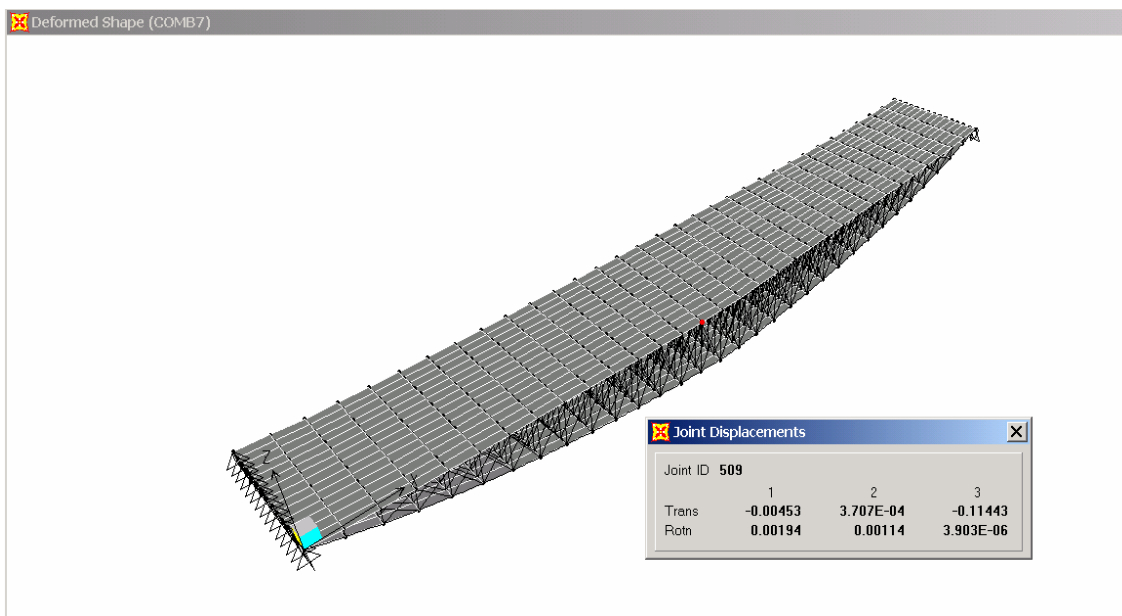 Deformed Shape (COMB7)
Z
Joint Displacements
Joint ID 509
1 2 3
Trans -0.00453 3.707E-04 -0.11443
Rotn 0.00194 0.00114 3.903E-06